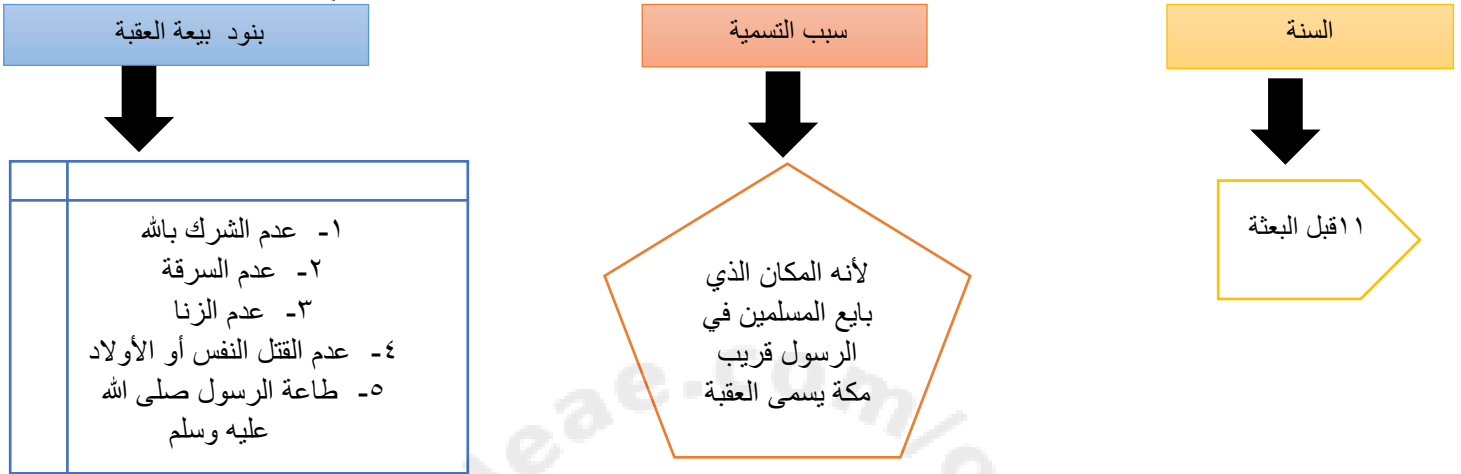 السنة
سبب التسمية
بنود بيعة العقبة
١١قبل البعثة
لأنه المكان الذي
بايع المسلمين في
الرسول قريب
مكة يسمى العقبة
١- عدم الشرك بالله
٢- عدم السرقة
٣- عدم الزنا
٤- عدم القتل النفس أو الأولاد
٥- طاعة الرسول صلى الله
عليه وسلم
eae.com/